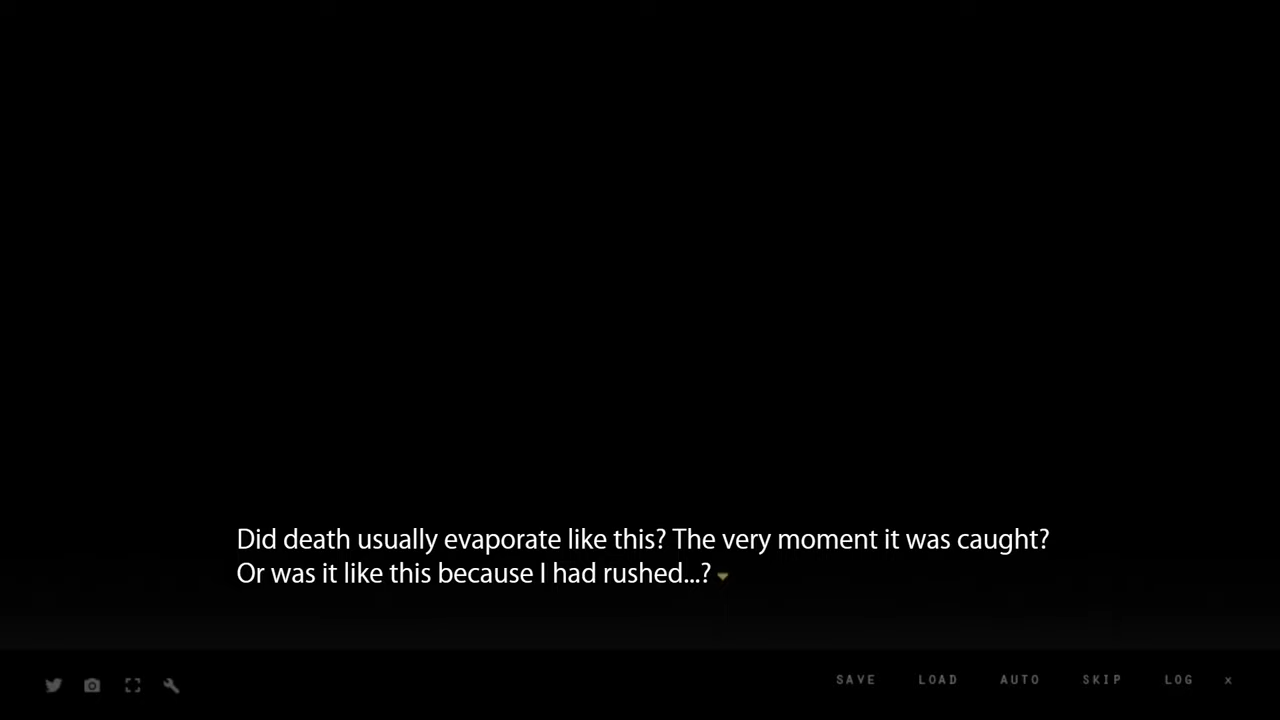 Did death usually evaporate like this? The very moment it was caught?
Or was it like this because I had rushed...?
SAVE LOAD AUTO SKIP LOG ×